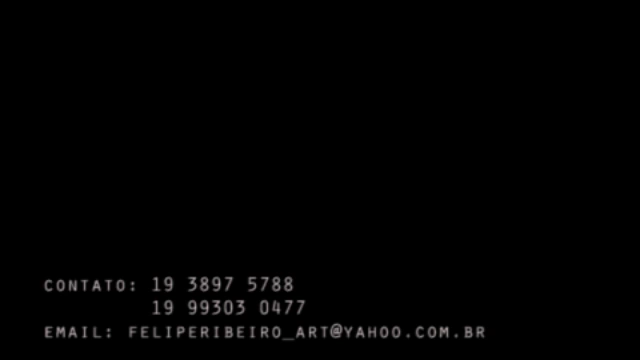 CONTATO: 19 3897 5788
19 99303 0477
EMAIL: FELIPERIBEIRO_ART@YAHOO.COM.BR